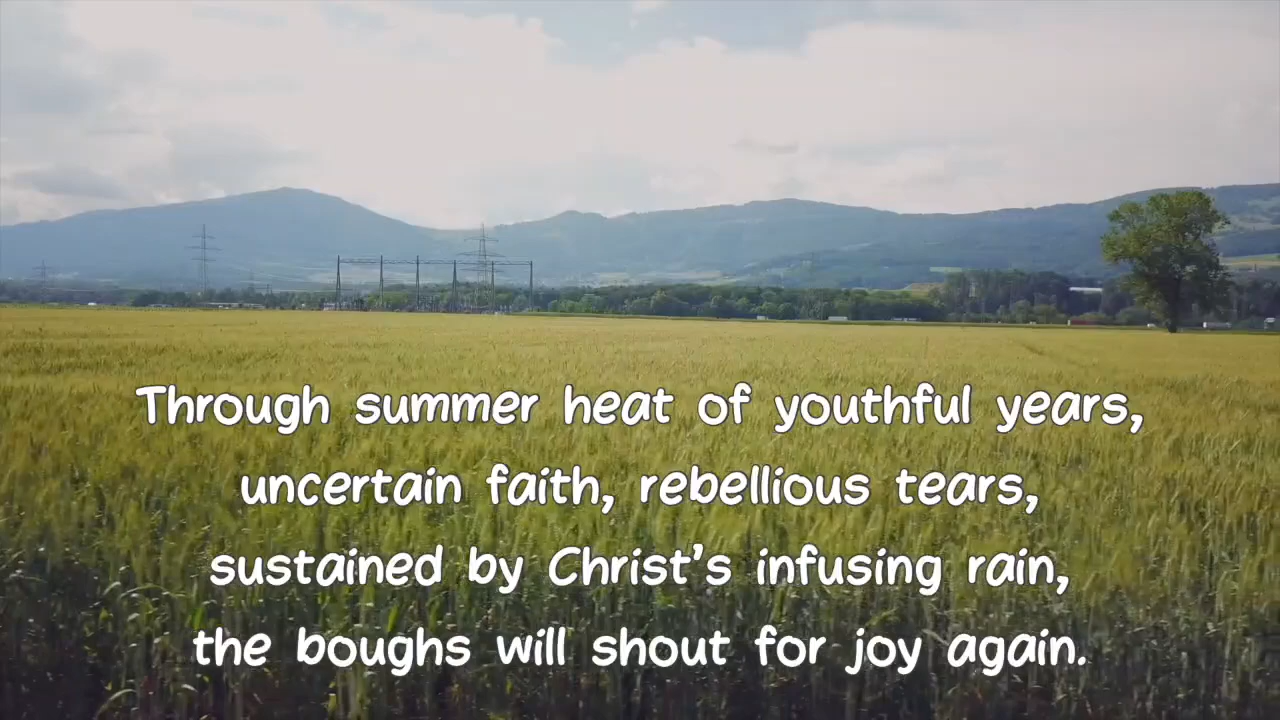 Through summer heat of youthful years,
uncertain faith, rebellious tears,
sustained by Christ's infusing rain,
the boughs will shout for joy again.